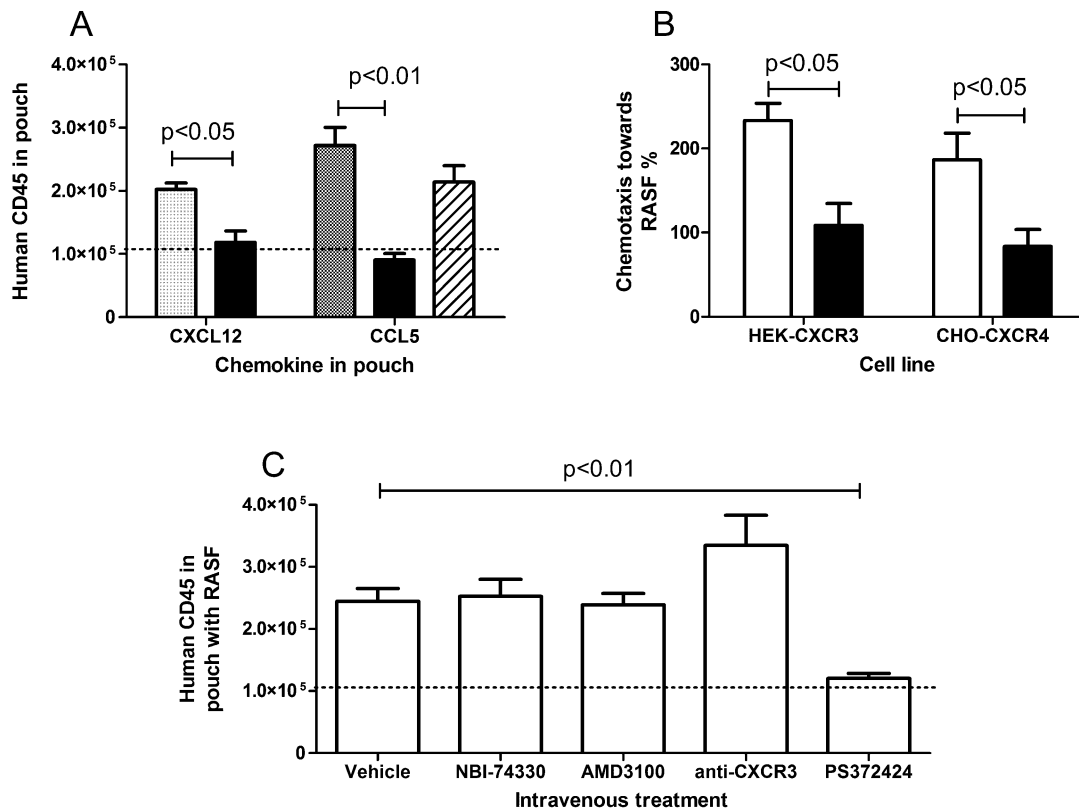 A
Human CD45 in pouch
4.0×10⁵
3.0×10⁵
2.0×10⁵
1.0×10⁵
0
p<0.05
p<0.01
CXCL12
CCL5
Chemokine in pouch
B
Chemotaxis towards
RASF %
300
200
100
0
p<0.05
p<0.05
HEK-CXCR3
CHO-CXCR4
Cell line
C
Human CD45 in
pouch with RASF
4.0×10⁵
3.0×10⁵
2.0×10⁵
1.0×10⁵
0
p<0.01
Vehicle
NBI-74330
AMD3100
anti-CXCR3
PS372424
Intravenous treatment